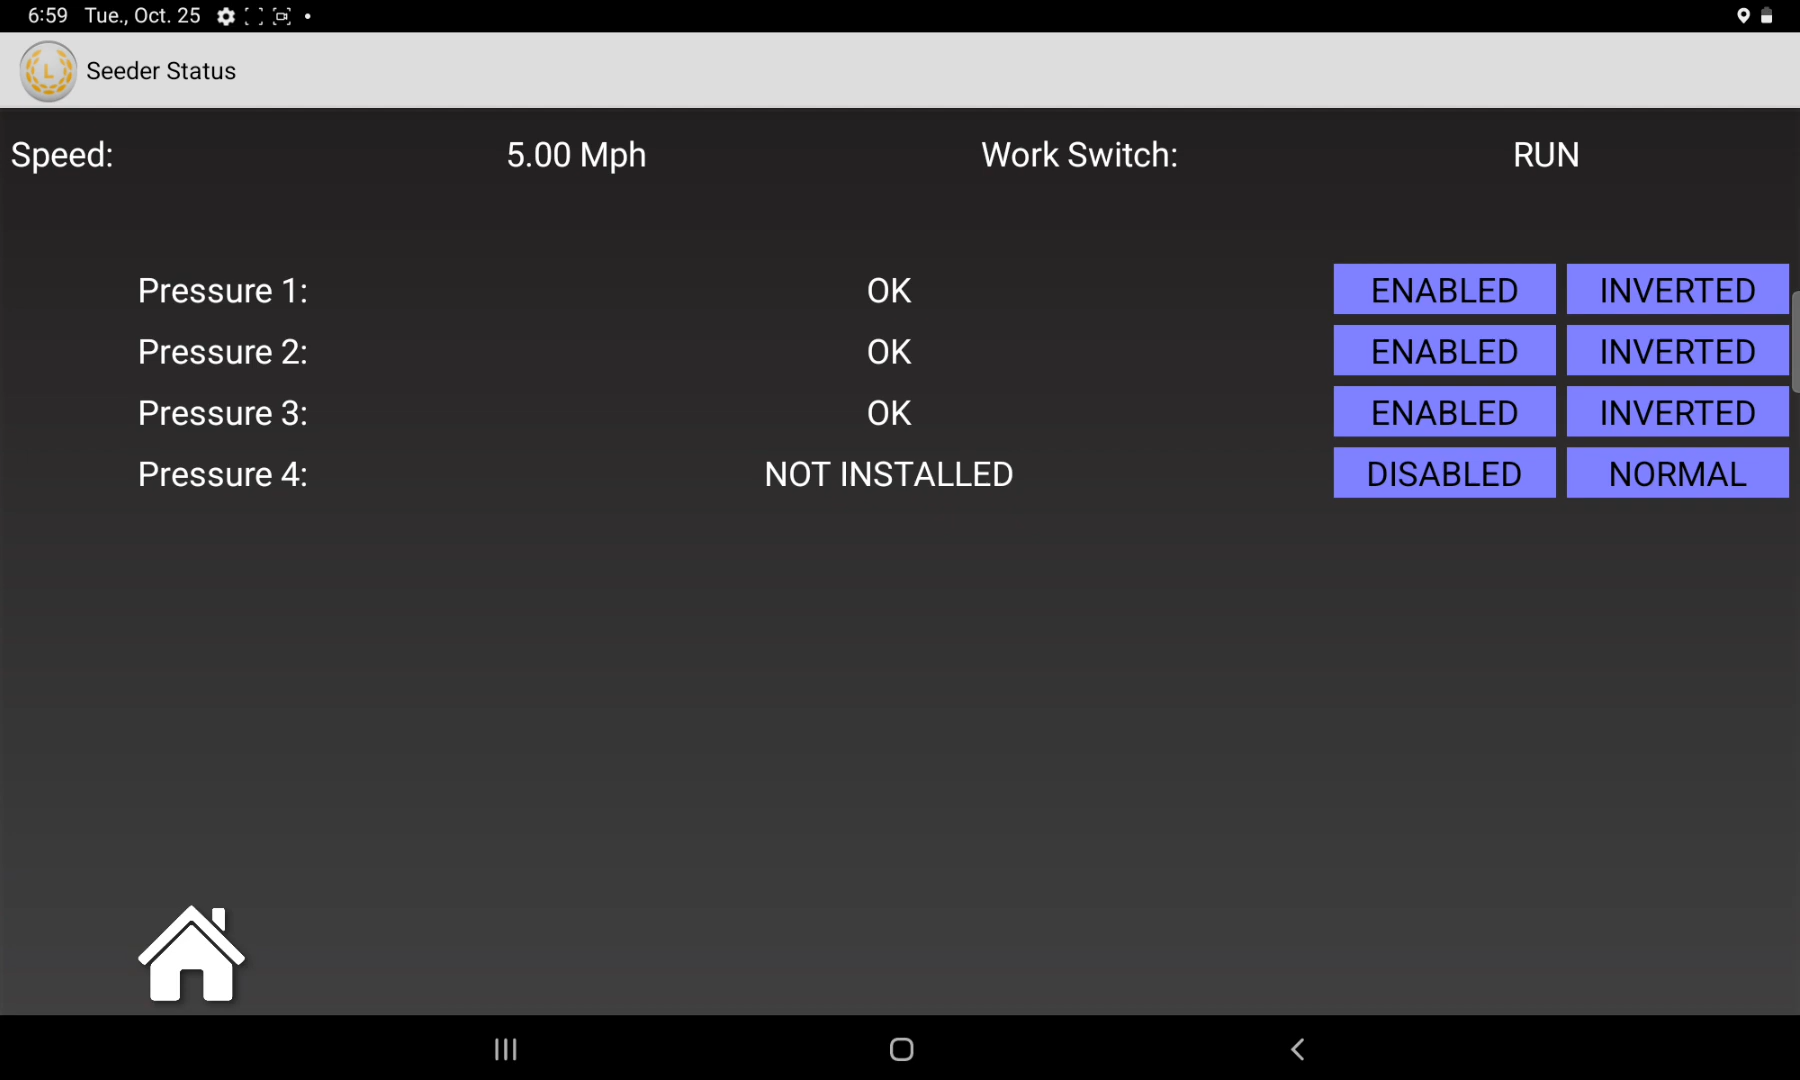 6:59 Tue., Oct. 25
L Seeder Status
Speed: 5.00 Mph Work Switch: RUN
Pressure 1: OK ENABLED INVERTED
Pressure 2: OK ENABLED INVERTED
Pressure 3: OK ENABLED INVERTED
Pressure 4: NOT INSTALLED DISABLED NORMAL